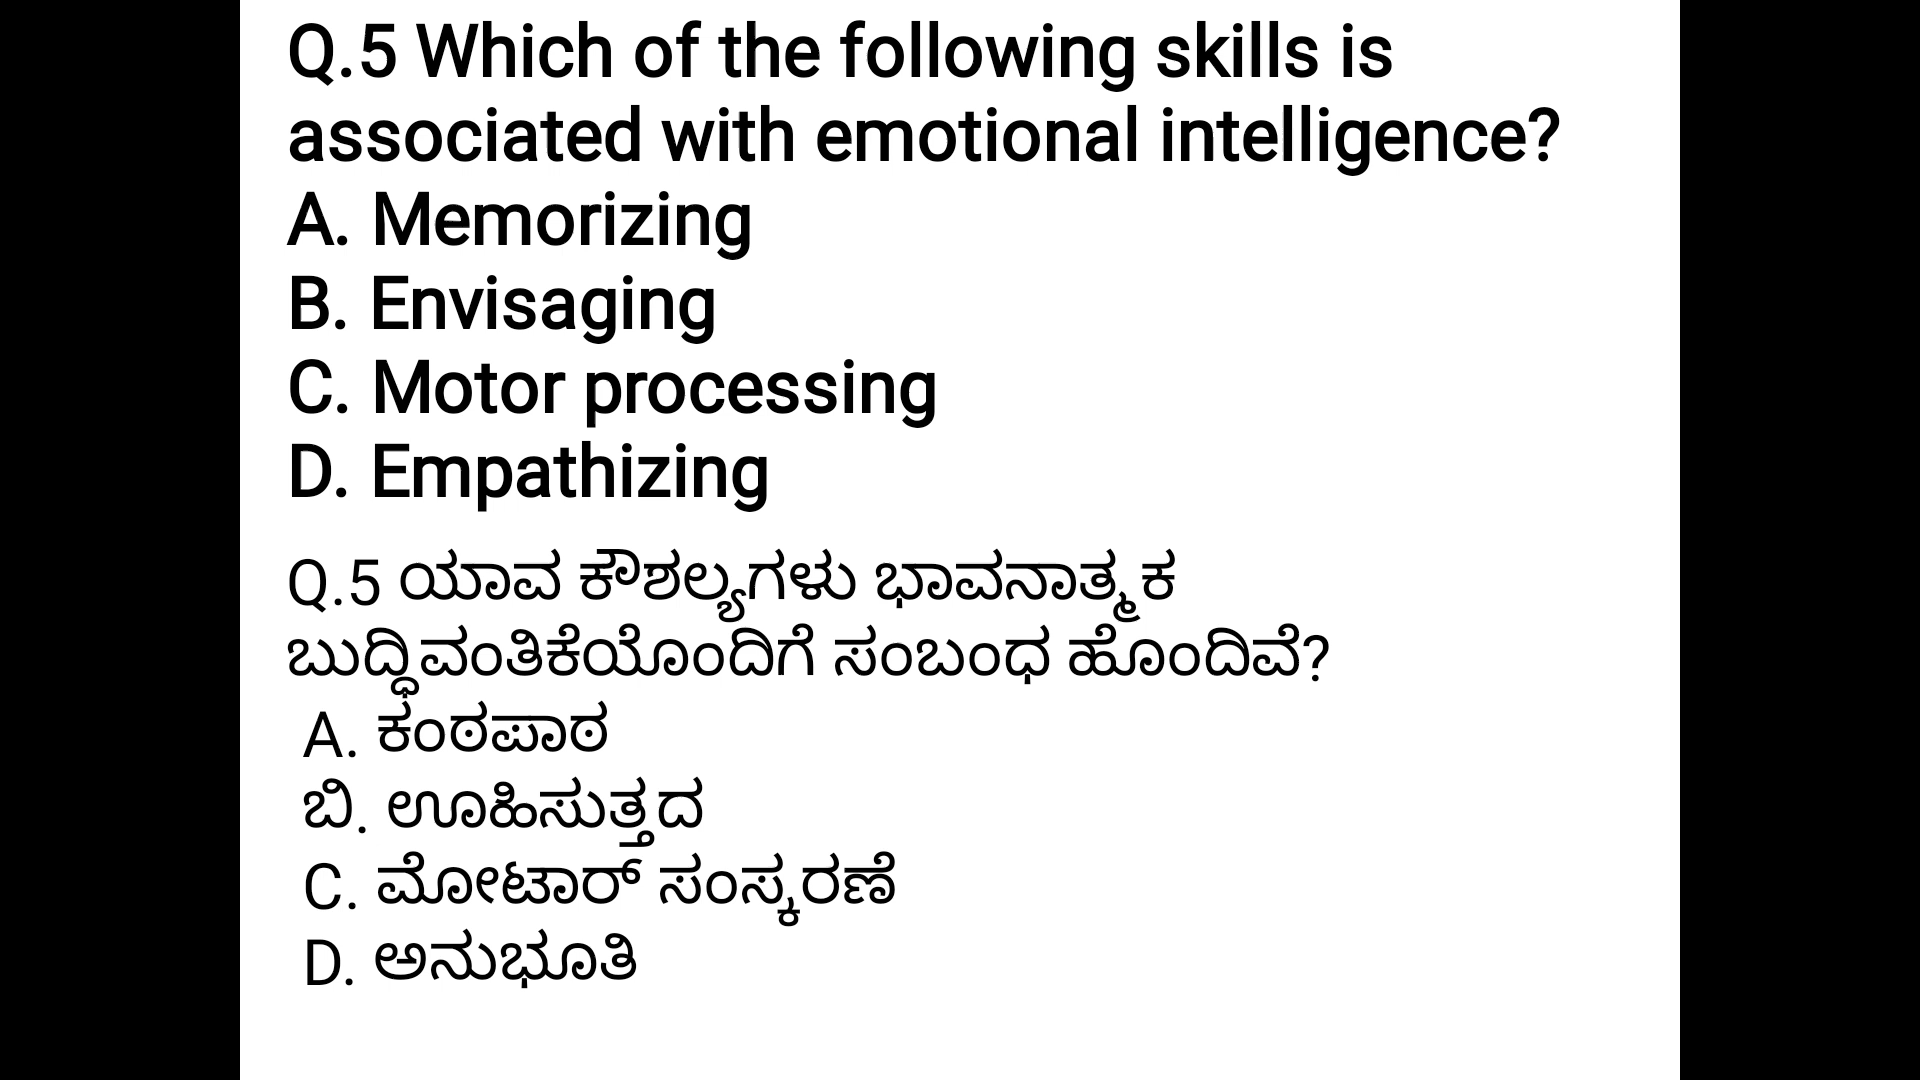 Q.5 Which of the following skills is
associated with emotional intelligence?
A. Memorizing
B. Envisaging
C. Motor processing
D. Empathizing
Q.5 ಯಾವ ಕೌಶಲ್ಯಗಳು ಭಾವನಾತ್ಮಕ
ಬುದ್ಧಿವಂತಿಕೆಯೊಂದಿಗೆ ಸಂಬಂಧ ಹೊಂದಿವೆ?
A. ಕಂಠಪಾಠ
ಬಿ. ಊಹಿಸುತ್ತದ
C. ಮೋಟಾರ್ ಸಂಸ್ಕರಣೆ
D. ಅನುಭೂತಿ